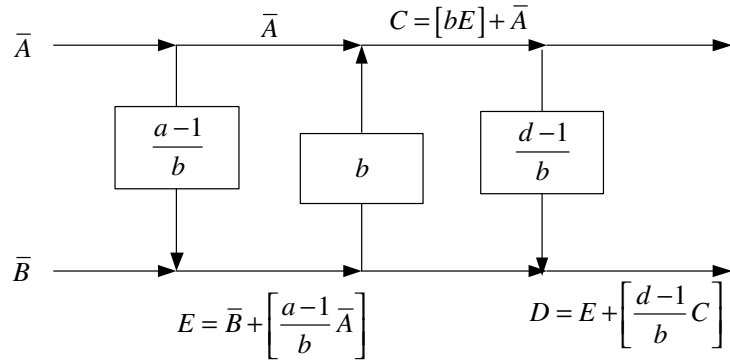 A̅ C = [bE] + A̅
A̅
(a−1)/b b (d−1)/b
B̅
E = B̅ + [(a−1)/b A̅] D = E + [(d−1)/b C]